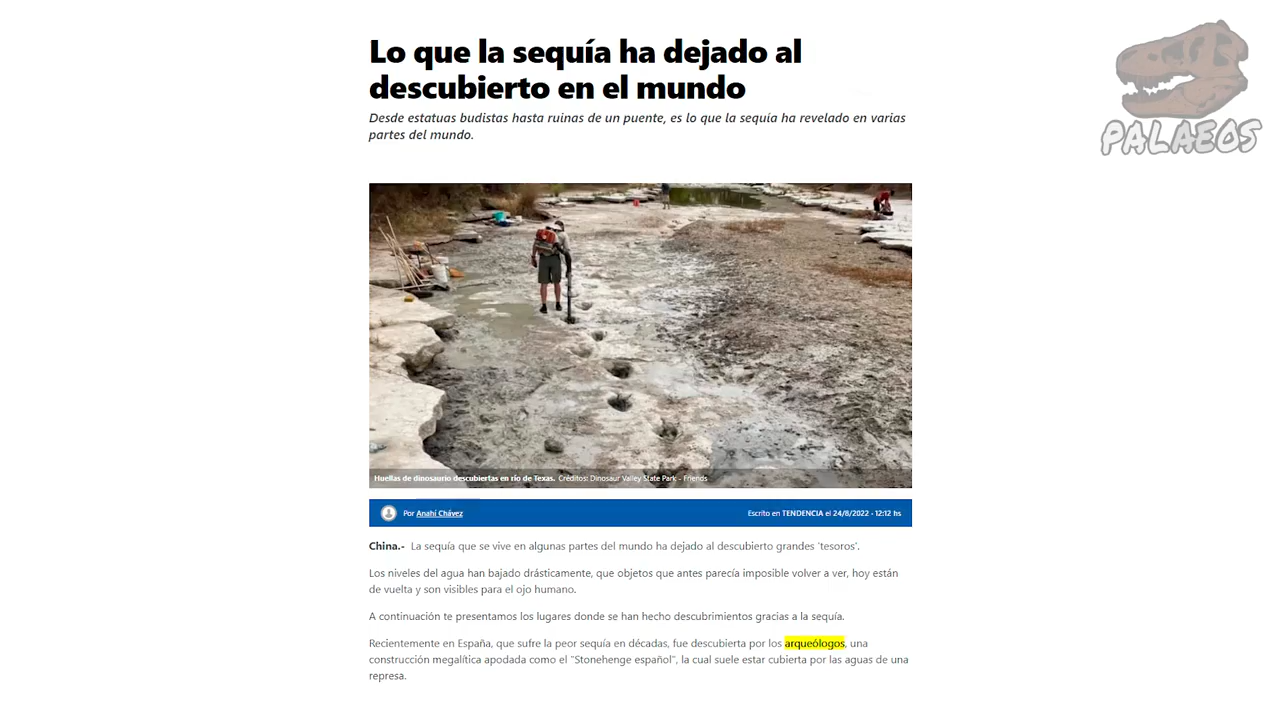 Lo que la sequía ha dejado al
descubierto en el mundo
Desde estatuas budistas hasta ruinas de un puente, es lo que la sequía ha revelado en varias
partes del mundo.
PALAEOS
Huellas de dinosaurio descubiertas en río de Texas. Créditos: Dinosaur Valley State Park - Friends
Por Anahí Chávez
Escrito en TENDENCIA el 24/8/2022 · 12:12 hs
China.- La sequía que se vive en algunas partes del mundo ha dejado al descubierto grandes 'tesoros'.
Los niveles del agua han bajado drásticamente, que objetos que antes parecía imposible volver a ver, hoy están
de vuelta y son visibles para el ojo humano.
A continuación te presentamos los lugares donde se han hecho descubrimientos gracias a la sequía.
Recientemente en España, que sufre la peor sequía en décadas, fue descubierta por los arqueólogos, una
construcción megalítica apodada como el "Stonehenge español", la cual suele estar cubierta por las aguas de una
represa.